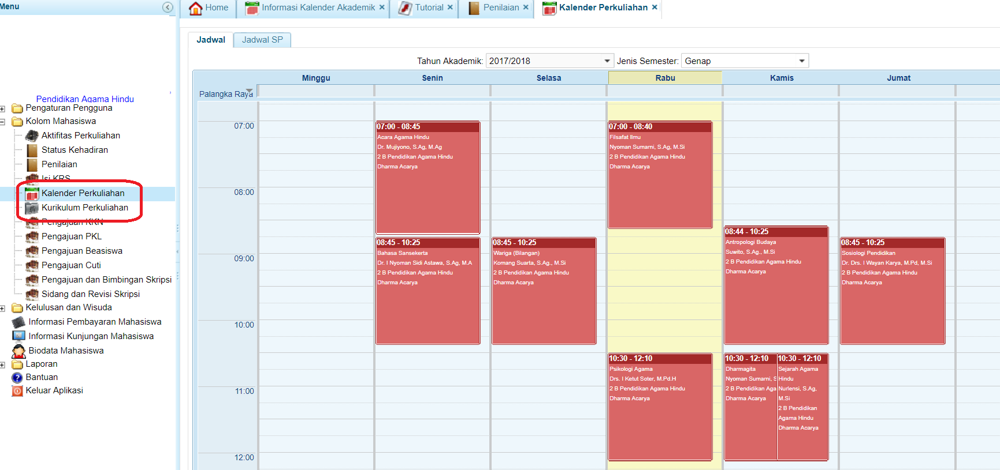 Menu
Home
Informasi Kalender Akademik
Tutorial
Penilaian
Kalender Perkuliahan
Jadwal
Jadwal SP
Tahun Akademik: 2017/2018 Jenis Semester: Genap
Pendidikan Agama Hindu
Pengaturan Pengguna
Kolom Mahasiswa
Aktifitas Perkuliahan
Status Kehadiran
Penilaian
Isi KRS
Kalender Perkuliahan
Kurikulum Perkuliahan
Pengajuan KKN
Pengajuan PKL
Pengajuan Beasiswa
Pengajuan Cuti
Pengajuan dan Bimbingan Skripsi
Sidang dan Revisi Skripsi
Kelulusan dan Wisuda
Informasi Pembayaran Mahasiswa
Informasi Kunjungan Mahasiswa
Biodata Mahasiswa
Laporan
Bantuan
Keluar Aplikasi
Minggu Senin Selasa Rabu Kamis Jumat
Palangka Raya
07:00
08:00
09:00
10:00
11:00
12:00
07:00 - 08:45
Acara Agama Hindu
Dr. Mujiyono, S.Ag, M.Ag
2 B Pendidikan Agama Hindu
Dharma Acarya
08:45 - 10:25
Bahasa Sansekerta
Dr. I Nyoman Sidi Astawa, S.Ag, M.A
2 B Pendidikan Agama Hindu
Dharma Acarya
08:45 - 10:25
Wariga (Bilangan)
Komang Suarta, S.Ag., M.Si
2 B Pendidikan Agama Hindu
Dharma Acarya
07:00 - 08:40
Filsafat Ilmu
Nyoman Sumarni, S.Ag, M.Si
2 B Pendidikan Agama Hindu
Dharma Acarya
10:30 - 12:10
Psikologi Agama
Drs. I Ketut Soter, M.Pd.H
2 B Pendidikan Agama Hindu
Dharma Acarya
08:44 - 10:25
Antropologi Budaya
Suwito, S.Ag., M.Si
2 B Pendidikan Agama Hindu
Dharma Acarya
10:30 - 12:10
Dharmagita
Nyoman Sumarni, S
2 B Pendidikan Aga
Dharma Acarya
10:30 - 12:10
Sejarah Agama
Hindu
Nurlensi, S.Ag,
M.Si
2 B Pendidikan
Agama Hindu
Dharma Acarya
08:45 - 10:25
Sosiologi Pendidikan
Dr. Drs. I Wayan Karya, M.Pd, M.Si
2 B Pendidikan Agama Hindu
Dharma Acarya